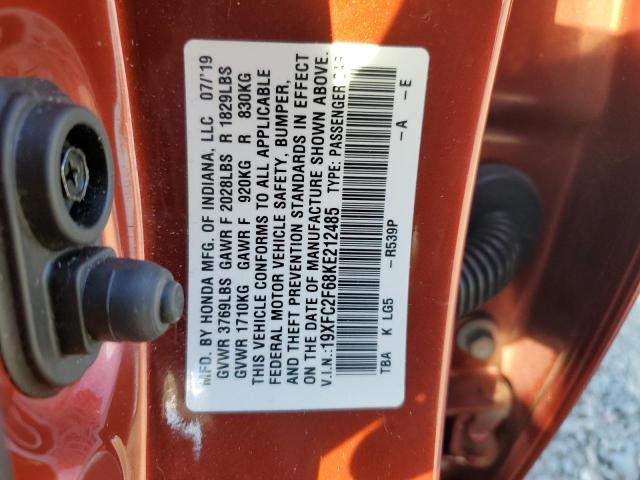 MFD. BY HONDA MFG. OF INDIANA, LLC 07/'19
GVWR 3769LBS GAWR F 2028LBS R 1829LBS
GVWR 1710KG GAWR F 920KG R 830KG
THIS VEHICLE CONFORMS TO ALL APPLICABLE
FEDERAL MOTOR VEHICLE SAFETY, BUMPER,
AND THEFT PREVENTION STANDARDS IN EFFECT
ON THE DATE OF MANUFACTURE SHOWN ABOVE.
V.I.N.:19XFC2F68KE212485 TYPE: PASSENGER CAR
TBA K LG5 -R539P -A -E